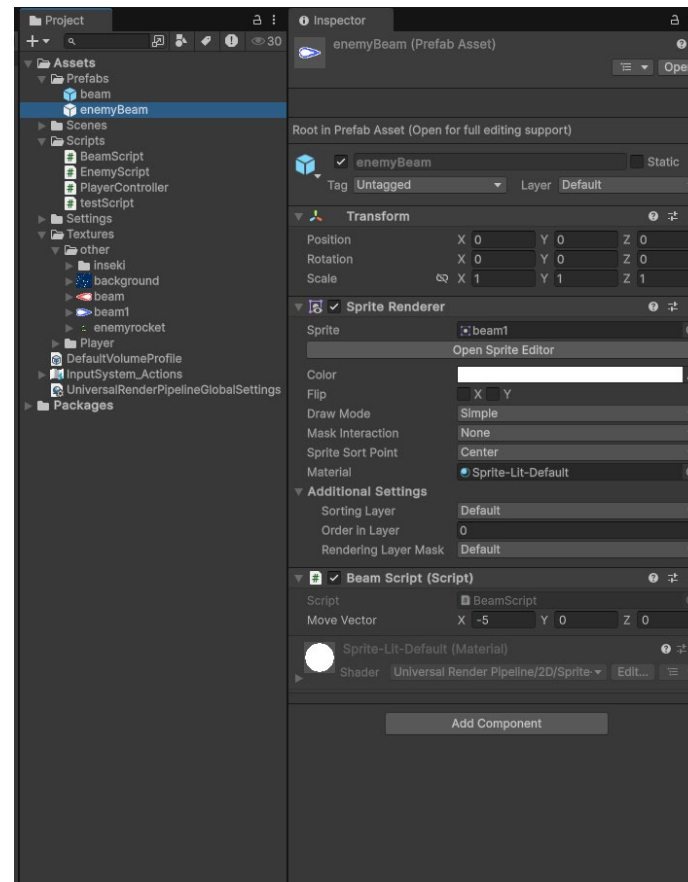 Project
30
Assets
Prefabs
beam
enemyBeam
Scenes
Scripts
BeamScript
EnemyScript
PlayerController
testScript
Settings
Textures
other
inseki
background
beam
beam1
enemyrocket
Player
DefaultVolumeProfile
InputSystem_Actions
UniversalRenderPipelineGlobalSettings
Packages
Inspector
enemyBeam (Prefab Asset)
Open
Root in Prefab Asset (Open for full editing support)
enemyBeam Static
Tag Untagged Layer Default
Transform
Position X 0 Y 0 Z 0
Rotation X 0 Y 0 Z 0
Scale X 1 Y 1 Z 1
Sprite Renderer
Sprite beam1
Open Sprite Editor
Color
Flip X Y
Draw Mode Simple
Mask Interaction None
Sprite Sort Point Center
Material Sprite-Lit-Default
Additional Settings
Sorting Layer Default
Order in Layer 0
Rendering Layer Mask Default
# Beam Script (Script)
Script BeamScript
Move Vector X -5 Y 0 Z 0
Sprite-Lit-Default (Material)
Shader Universal Render Pipeline/2D/Sprite- Edit...
Add Component